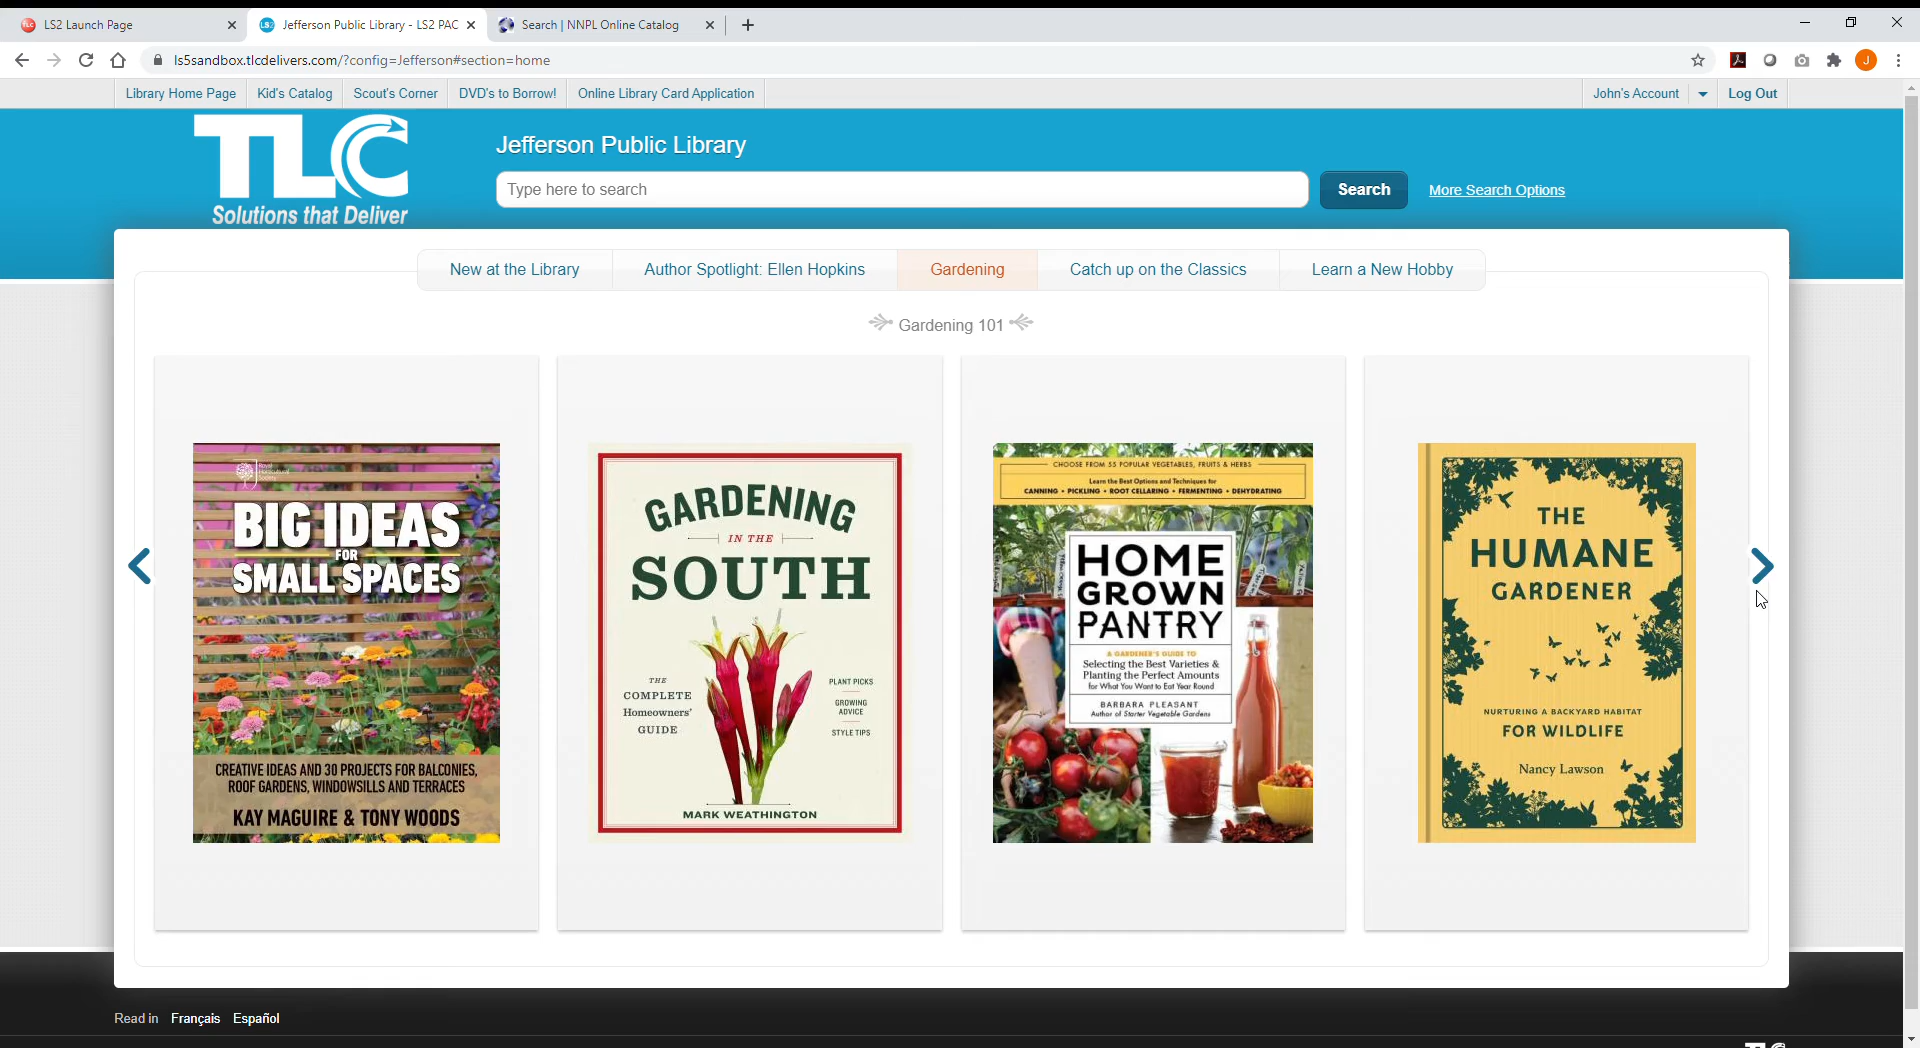 LS2 Launch Page
Jefferson Public Library - LS2 PAC
Search | NNPL Online Catalog
ls5sandbox.tlcdelivers.com/?config=Jefferson#section=home
J
Library Home Page
Kid's Catalog
Scout's Corner
DVD's to Borrow!
Online Library Card Application
John's Account
Log Out
TLC
Solutions that Deliver
Jefferson Public Library
Type here to search
Search
More Search Options
New at the Library
Author Spotlight: Ellen Hopkins
Gardening
Catch up on the Classics
Learn a New Hobby
Gardening 101
Royal
Horticultural
Society
BIG IDEAS
FOR
SMALL SPACES
CREATIVE IDEAS AND 30 PROJECTS FOR BALCONIES,
ROOF GARDENS, WINDOWSILLS AND TERRACES
KAY MAGUIRE & TONY WOODS
GARDENING
IN THE
SOUTH
THE
COMPLETE
Homeowners'
GUIDE
PLANT PICKS
GROWING
ADVICE
STYLE TIPS
MARK WEATHINGTON
CHOOSE FROM 55 POPULAR VEGETABLES, FRUITS & HERBS
Learn the Best Options and Techniques for
CANNING • PICKLING • ROOT CELLARING • FERMENTING • DEHYDRATING
HOME
GROWN
PANTRY
A GARDENER'S GUIDE TO
Selecting the Best Varieties &
Planting the Perfect Amounts
for What You Want to Eat Year Round
BARBARA PLEASANT
Author of Starter Vegetable Gardens
THE
HUMANE
GARDENER
NURTURING A BACKYARD HABITAT
FOR WILDLIFE
Nancy Lawson
Read in Français Español